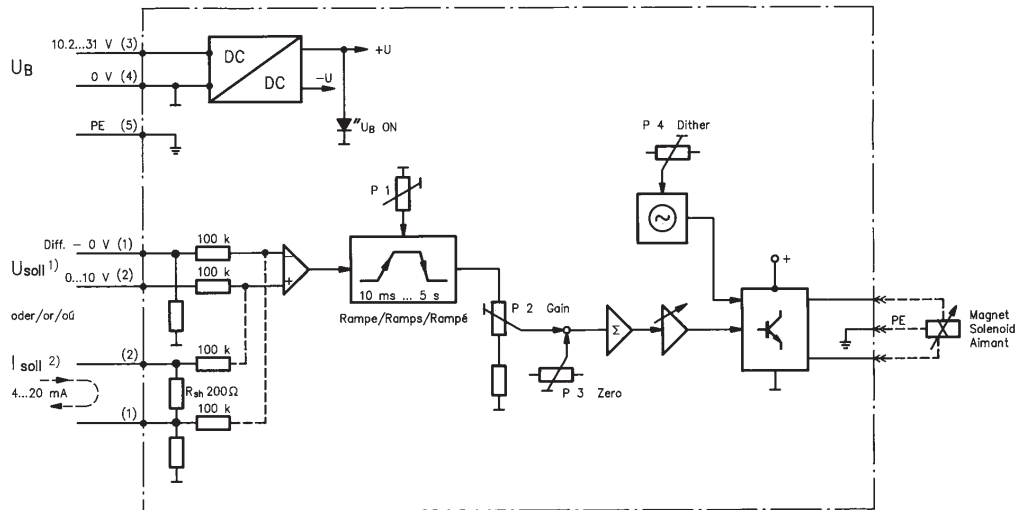 10.2...31 V (3)
U_B
0 V (4)
PE (5)
DC
DC
+U
−U
"U_B ON
P 4 Dither
P 1
Diff. − 0 V (1)
100 k
U_soll 1)
0...10 V (2)
100 k
oder/or/oū
10 ms ... 5 s
Rampe/Ramps/Rampé
−
+
P 2 Gain
+
Σ
PE
Magnet
Solenoid
Aimant
P 3 Zero
I_soll 2)
(2)
100 k
4...20 mA
R_sh 200Ω
(1)
100 k